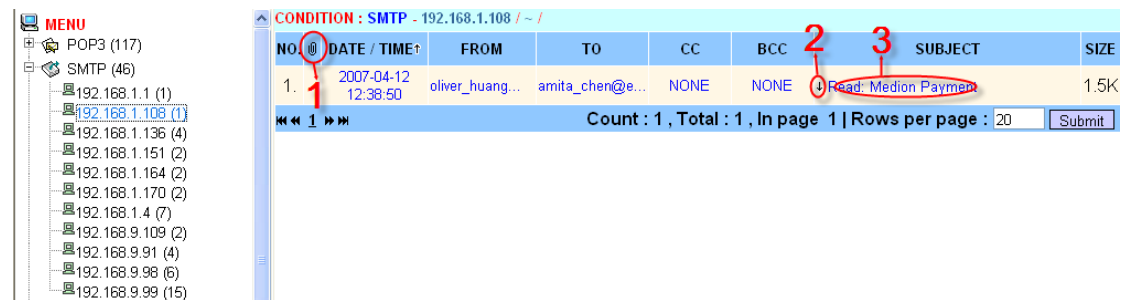 MENU
POP3 (117)
SMTP (46)
192.168.1.1 (1)
192.168.1.108 (1)
192.168.1.136 (4)
192.168.1.151 (2)
192.168.1.164 (2)
192.168.1.170 (2)
192.168.1.4 (7)
192.168.9.109 (2)
192.168.9.91 (4)
192.168.9.98 (6)
192.168.9.99 (15)
CONDITION : SMTP - 192.168.1.108 / ~ /
NO. DATE / TIME↑ FROM TO CC BCC 2 3 SUBJECT SIZE
1. 1 2007-04-12 12:38:50 oliver_huang... amita_chen@e... NONE NONE ↓ Read: Medion Payment 1.5K
1 Count : 1 , Total : 1 , In page 1 | Rows per page : 20 Submit